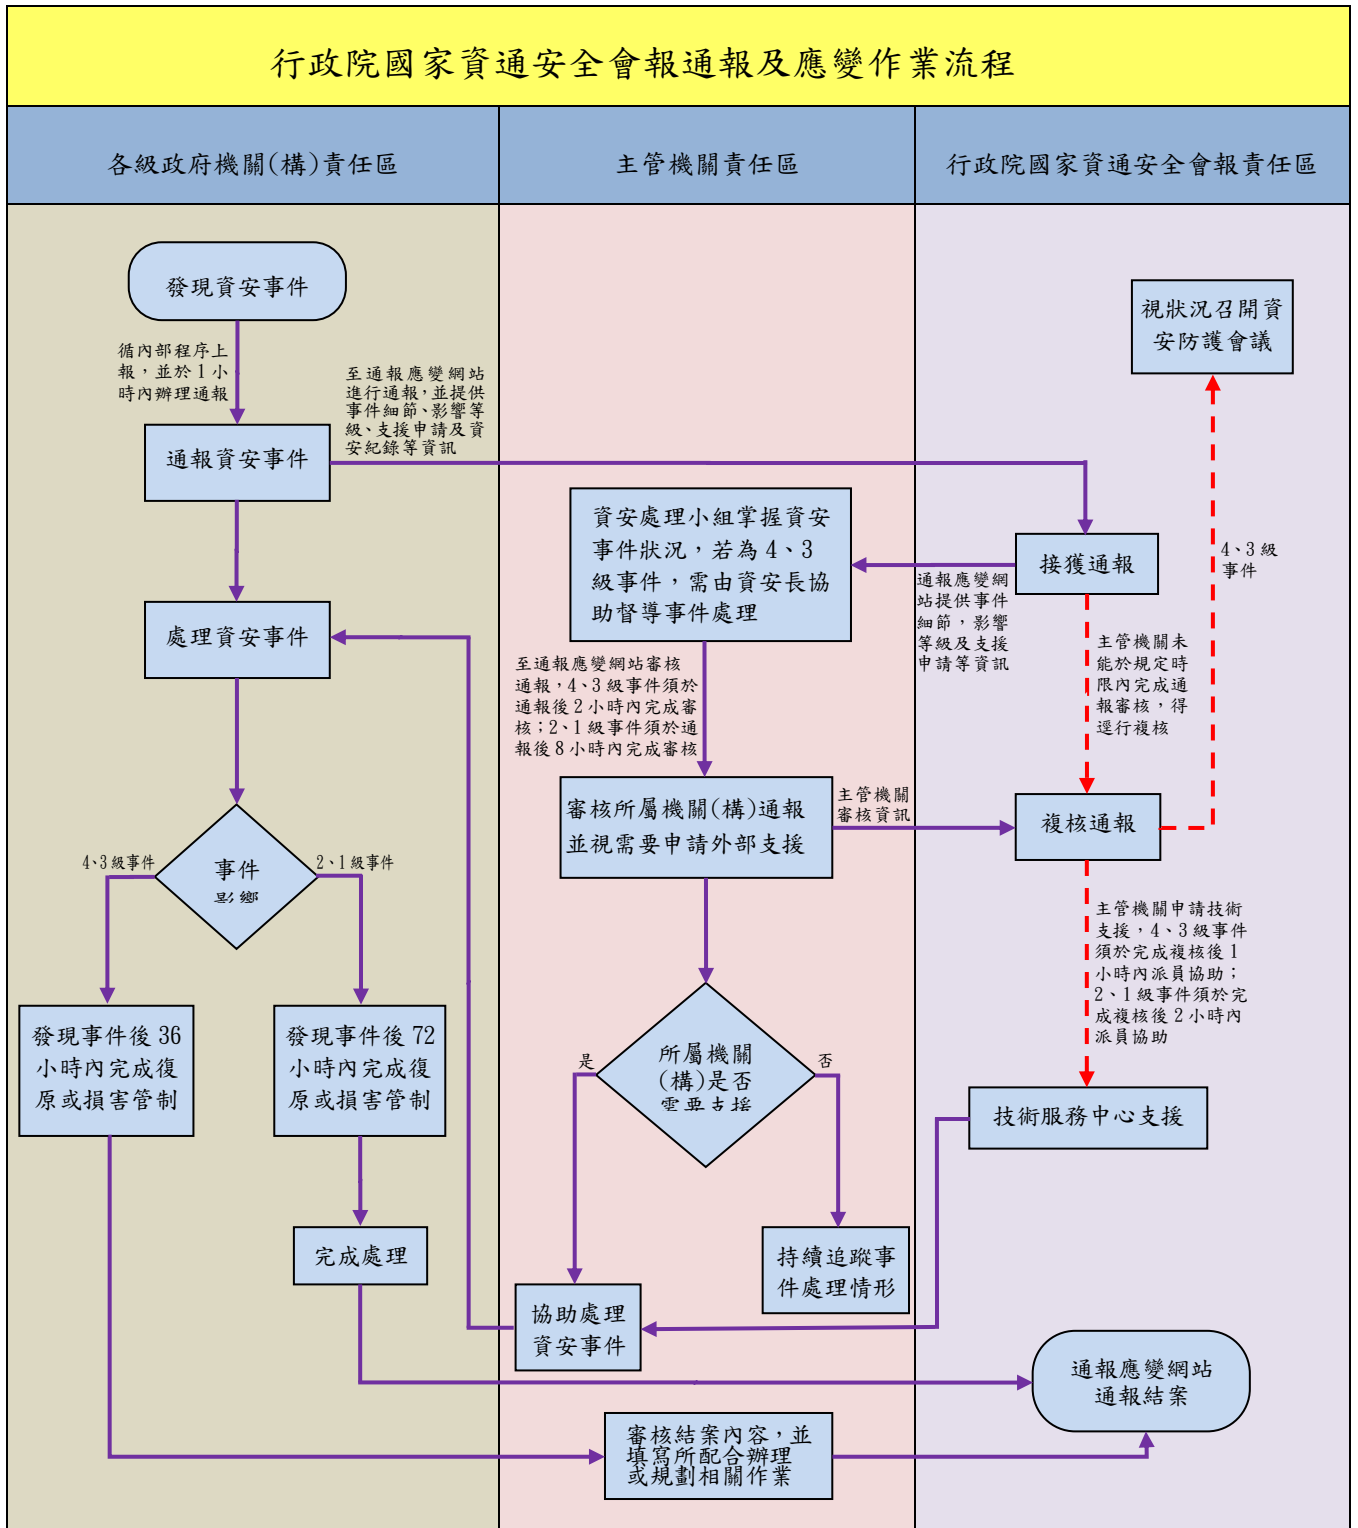 行政院國家資通安全會報通報及應變作業流程
各級政府機關(構)責任區
主管機關責任區
行政院國家資通安全會報責任區
發現資安事件
循內部程序上
報，並於1小
時內辦理通報
至通報應變網站
進行通報，並提供
事件細節、影響等
級、支援申請及資
安紀錄等資訊
通報資安事件
處理資安事件
4、3級事件
2、1級事件
事件
影響
發現事件後36
小時內完成復
原或損害管制
發現事件後72
小時內完成復
原或損害管制
完成處理
資安處理小組掌握資安
事件狀況，若為4、3
級事件，需由資安長協
助督導事件處理
至通報應變網站審核
通報，4、3級事件須於
通報後2小時內完成審
核；2、1級事件須於通
報後8小時內完成審核
審核所屬機關(構)通報
並視需要申請外部支援
主管機關
審核資訊
是
否
所屬機關
(構)是否
需要支援
持續追蹤事
件處理情形
協助處理
資安事件
審核結案內容，並
填寫所配合辦理
或規劃相關作業
視狀況召開資
安防護會議
4、3級
事件
接獲通報
通報應變網
站提供事件
細節，影響
等級及支援
申請等資訊
主管機關未
能於規定時
限內完成通
報審核，得
逕行複核
複核通報
主管機關申請技術
支援，4、3級事件
須於完成複核後1
小時內派員協助；
2、1級事件須於完
成複核後2小時內
派員協助
技術服務中心支援
通報應變網站
通報結案